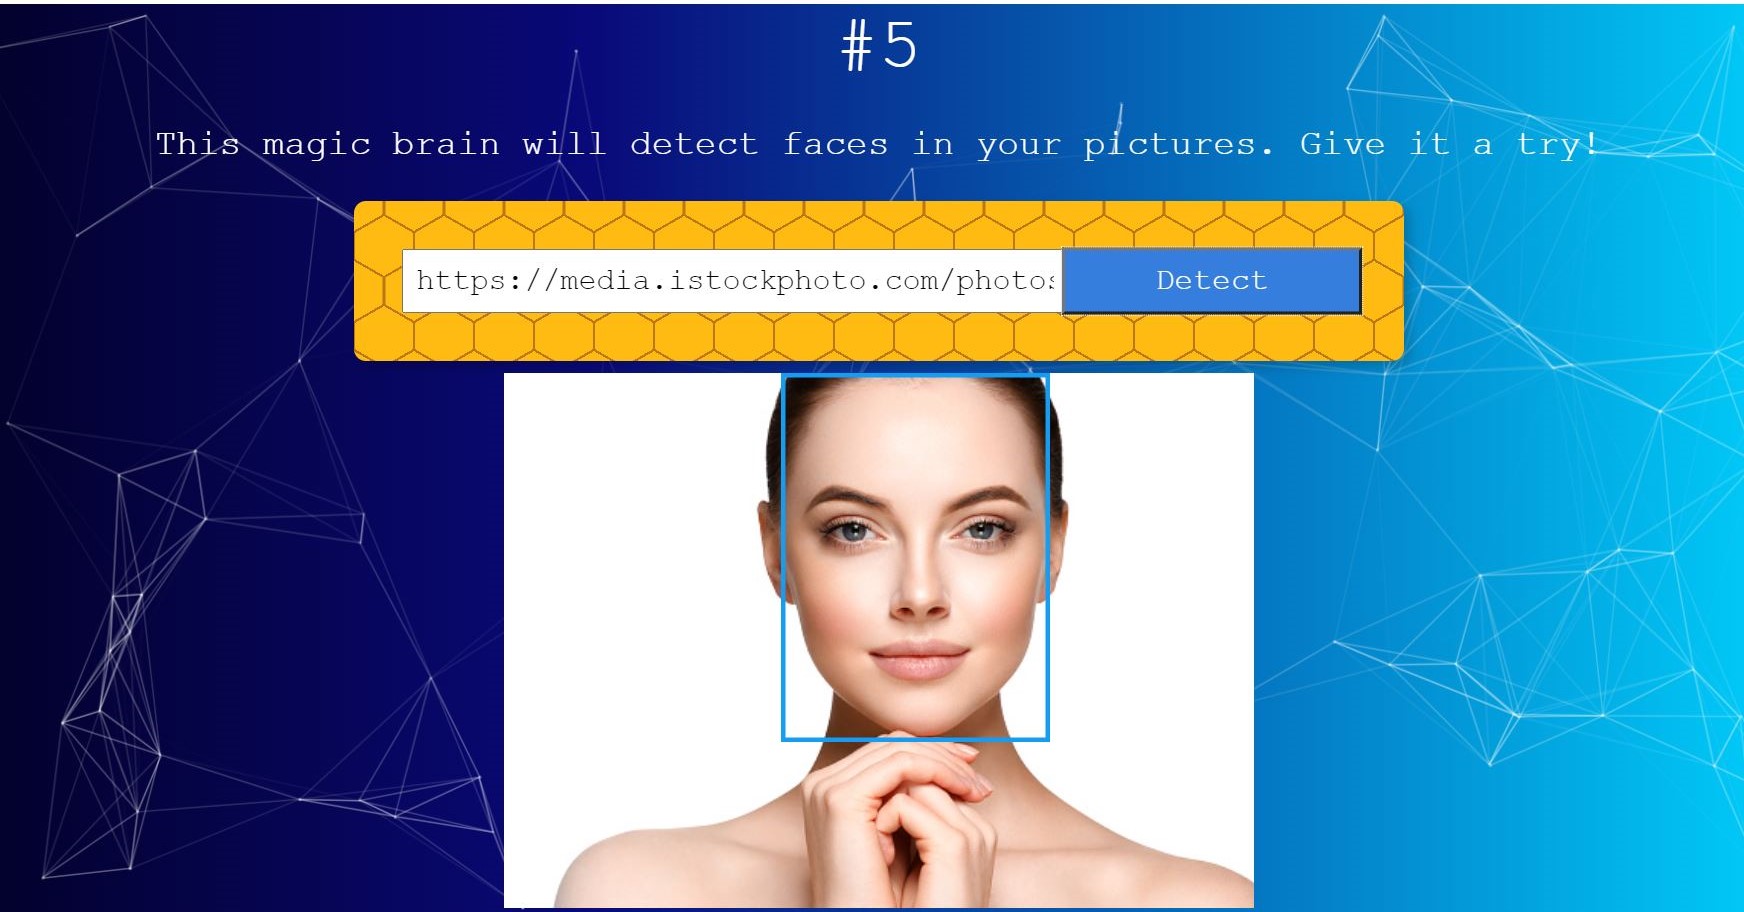 #5
This magic brain will detect faces in your pictures. Give it a try!
https://media.istockphoto.com/photos Detect